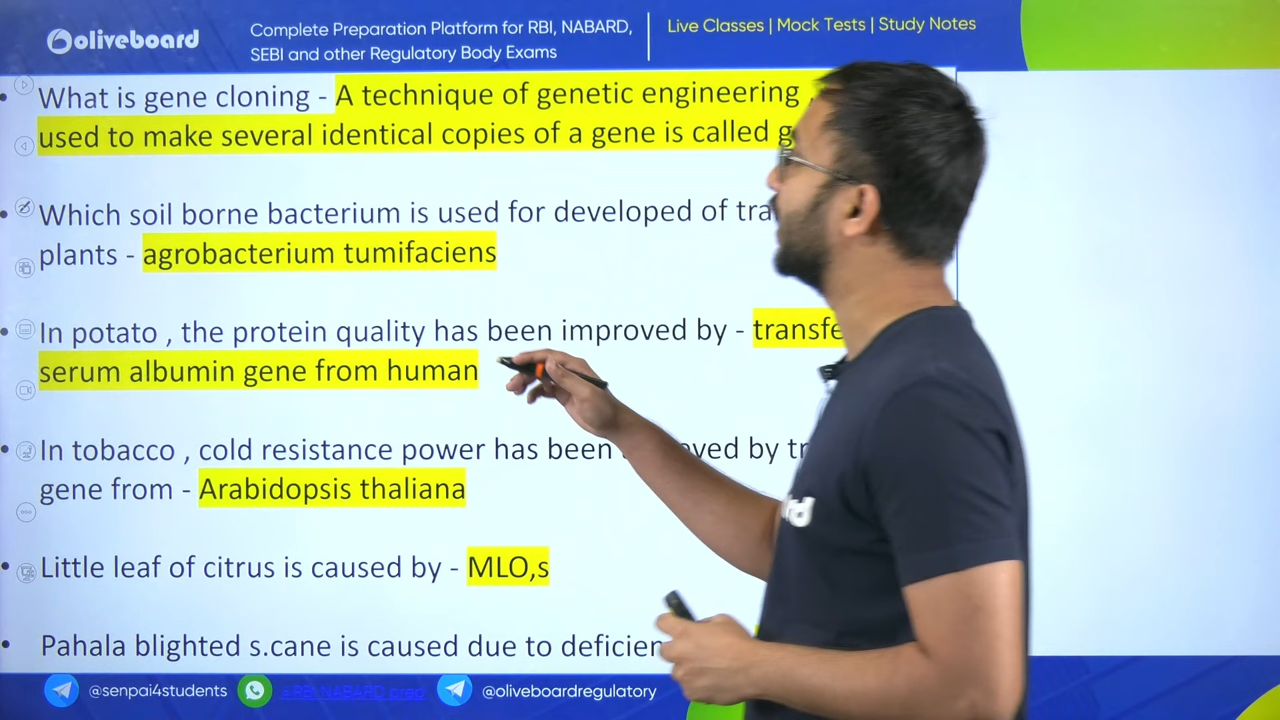 oliveboard
Complete Preparation Platform for RBI, NABARD,
SEBI and other Regulatory Body Exams
Live Classes | Mock Tests | Study Notes
• What is gene cloning - A technique of genetic engineering
used to make several identical copies of a gene is called
• Which soil borne bacterium is used for developed of
plants - agrobacterium tumifaciens
• In potato , the protein quality has been improved by -
serum albumin gene from human
• In tobacco , cold resistance power has been by
gene from - Arabidopsis thaliana
• Little leaf of citrus is caused by - MLO,s
• Pahala blighted s.cane is caused due to
@senpai4students
RBI NABARD prep
@oliveboardregulatory